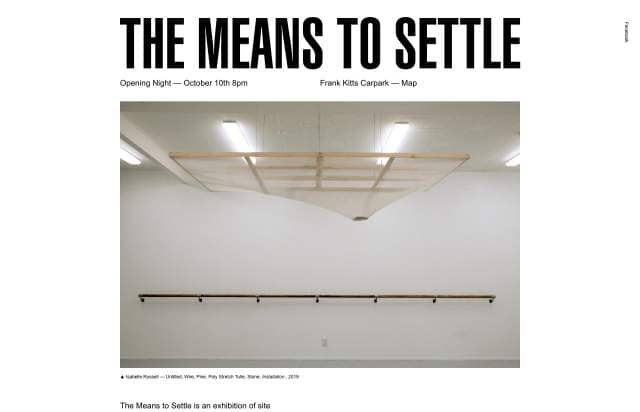 THE MEANS TO SETTLE
Opening Night — October 10th 8pm
Frank Kitts Carpark — Map
Facebook
▲ Isabella Russell — Untitled, Wire, Pine, Poly Stretch Tulle, Stone, Installation , 2019
The Means to Settle is an exhibition of site